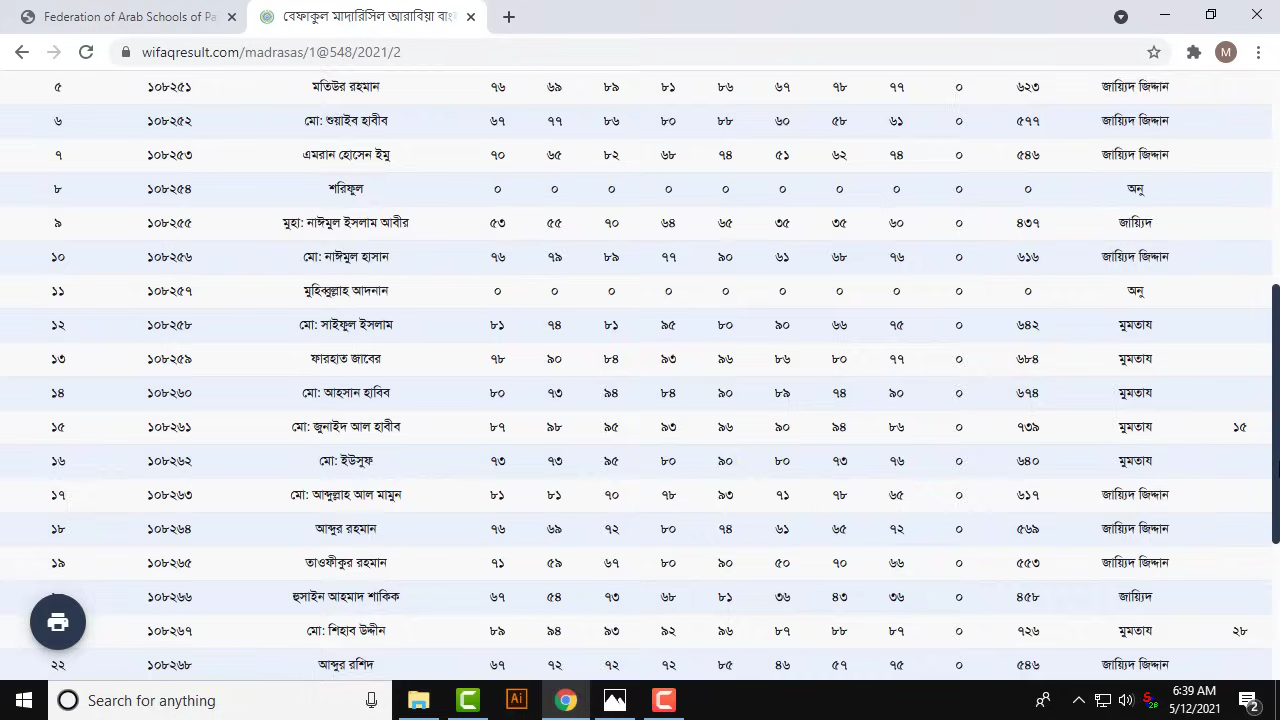 Federation of Arab Schools of Pa
বেফাকুল মাদারিসিল আরাবিয়া বাংল
wifaqresult.com/madrasas/1@548/2021/2
M
৫ ১০৮২৫১ মতিউর রহমান ৭৬ ৬৯ ৮৯ ৮১ ৮৬ ৬৭ ৭৮ ৭৭ ০ ৬২৩ জায়্যিদ জিদ্দান
৬ ১০৮২৫২ মো: শুয়াইব হাবীব ৬৭ ৭৭ ৮৬ ৮০ ৮৮ ৬০ ৫৮ ৬১ ০ ৫৭৭ জায়্যিদ জিদ্দান
৭ ১০৮২৫৩ এমরান হোসেন ইমু ৭০ ৬৫ ৮২ ৬৮ ৭৪ ৫১ ৬২ ৭৪ ০ ৫৪৬ জায়্যিদ জিদ্দান
৮ ১০৮২৫৪ শরিফুল ০ ০ ০ ০ ০ ০ ০ ০ ০ ০ অনু
৯ ১০৮২৫৫ মুহা: নাঈমুল ইসলাম আবীর ৫৩ ৫৫ ৭০ ৬৪ ৬৫ ৩৫ ৩৫ ৬০ ০ ৪৩৭ জায়্যিদ
১০ ১০৮২৫৬ মো: নাঈমুল হাসান ৭৬ ৭৯ ৮৯ ৭৭ ৯০ ৬১ ৬৮ ৭৬ ০ ৬১৬ জায়্যিদ জিদ্দান
১১ ১০৮২৫৭ মুহিব্বুল্লাহ আদনান ০ ০ ০ ০ ০ ০ ০ ০ ০ ০ অনু
১২ ১০৮২৫৮ মো: সাইফুল ইসলাম ৮১ ৭৪ ৮১ ৯৫ ৮০ ৯০ ৬৬ ৭৫ ০ ৬৪২ মুমতায
১৩ ১০৮২৫৯ ফারহাত জাবের ৭৮ ৯০ ৮৪ ৯৩ ৯৬ ৮৬ ৮০ ৭৭ ০ ৬৮৪ মুমতায
১৪ ১০৮২৬০ মো: আহসান হাবিব ৮০ ৭৩ ৯৪ ৮৪ ৯০ ৮৯ ৭৪ ৯০ ০ ৬৭৪ মুমতায
১৫ ১০৮২৬১ মো: জুনাইদ আল হাবীব ৮৭ ৯৮ ৯৫ ৯৩ ৯৬ ৯০ ৯৪ ৮৬ ০ ৭৩৯ মুমতায ১৫
১৬ ১০৮২৬২ মো: ইউসুফ ৭৩ ৭৩ ৯৫ ৮০ ৯০ ৮০ ৭৩ ৭৬ ০ ৬৪০ মুমতায
১৭ ১০৮২৬৩ মো: আব্দুল্লাহ আল মামুন ৮১ ৮১ ৭০ ৭৮ ৯৩ ৭১ ৭৮ ৬৫ ০ ৬১৭ জায়্যিদ জিদ্দান
১৮ ১০৮২৬৪ আব্দুর রহমান ৭৬ ৬৯ ৭২ ৮০ ৭৪ ৬১ ৬৫ ৭২ ০ ৫৬৯ জায়্যিদ জিদ্দান
১৯ ১০৮২৬৫ তাওফীকুর রহমান ৭১ ৫৯ ৬৭ ৮০ ৯০ ৫০ ৭০ ৬৬ ০ ৫৫৩ জায়্যিদ জিদ্দান
১০৮২৬৬ হুসাইন আহমাদ শাকিক ৬৭ ৫৪ ৭৩ ৬৮ ৮১ ৩৬ ৪৩ ৩৬ ০ ৪৫৮ জায়্যিদ
১০৮২৬৭ মো: শিহাব উদ্দীন ৮৯ ৯৪ ৯৩ ৯২ ৯৬ ৮৭ ৮৮ ৮৭ ০ ৭২৬ মুমতায ২৮
২২ ১০৮২৬৮ আব্দুর রশিদ ৬৭ ৭২ ৭২ ৭২ ৮৫ ৪৬ ৫৭ ৭৫ ০ ৫৪৬ জায়্যিদ জিদ্দান
Search for anything
Ai
6:39 AM
5/12/2021
2